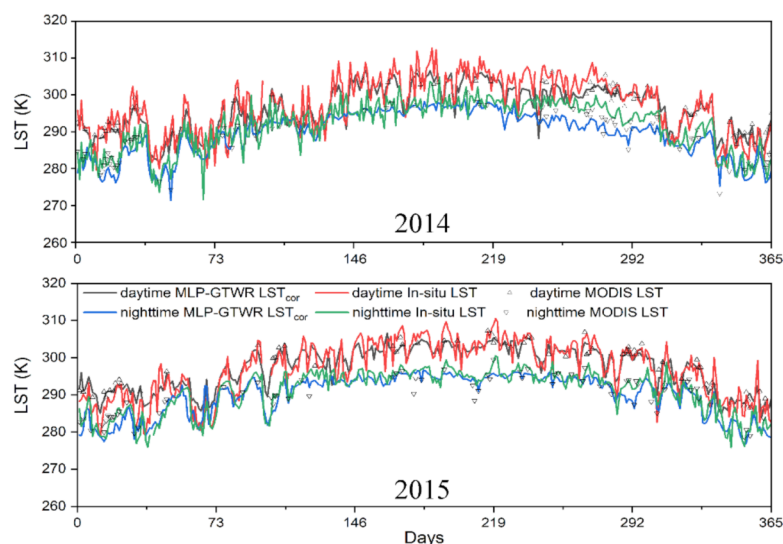 320
310
300
290
280
270
260
LST (K)
2014
0 73 146 219 292 365
320
310
300
290
280
270
260
LST (K)
daytime MLP-GTWR LSTcor daytime In-situ LST daytime MODIS LST
nighttime MLP-GTWR LSTcor nighttime In-situ LST nighttime MODIS LST
2015
0 73 146 219 292 365
Days